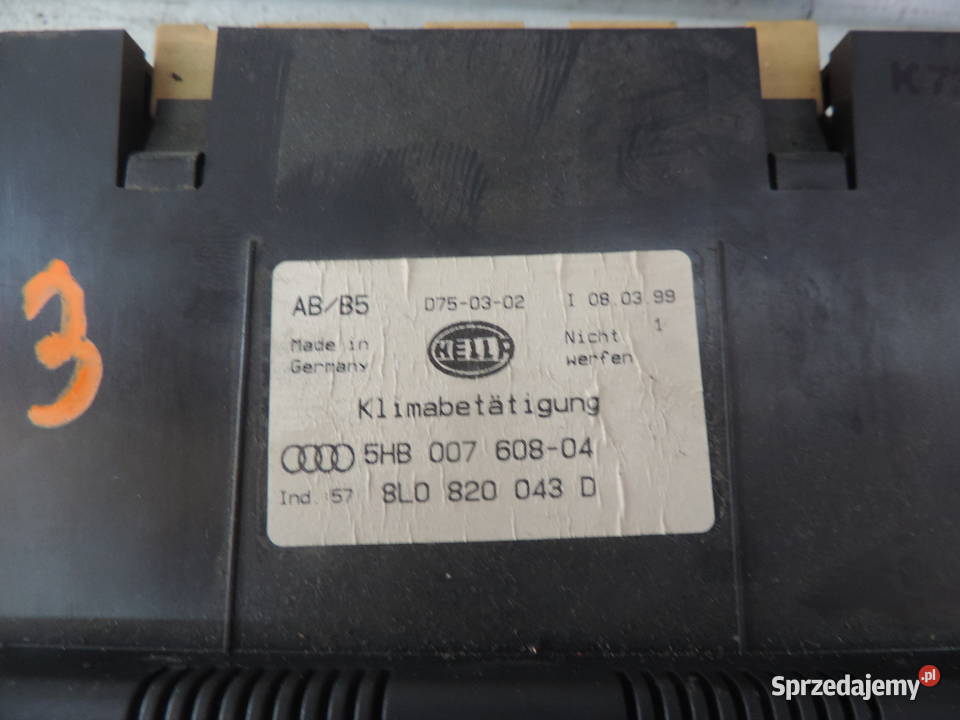 K7
3
AB/B5 D75-03-02 I 08.03.99
1
Made in Germany
HELLA
Nicht werfen
Klimabetätigung
5HB 007 608-04
Ind. :57 8L0 820 043 D
Sprzedajemy.pl